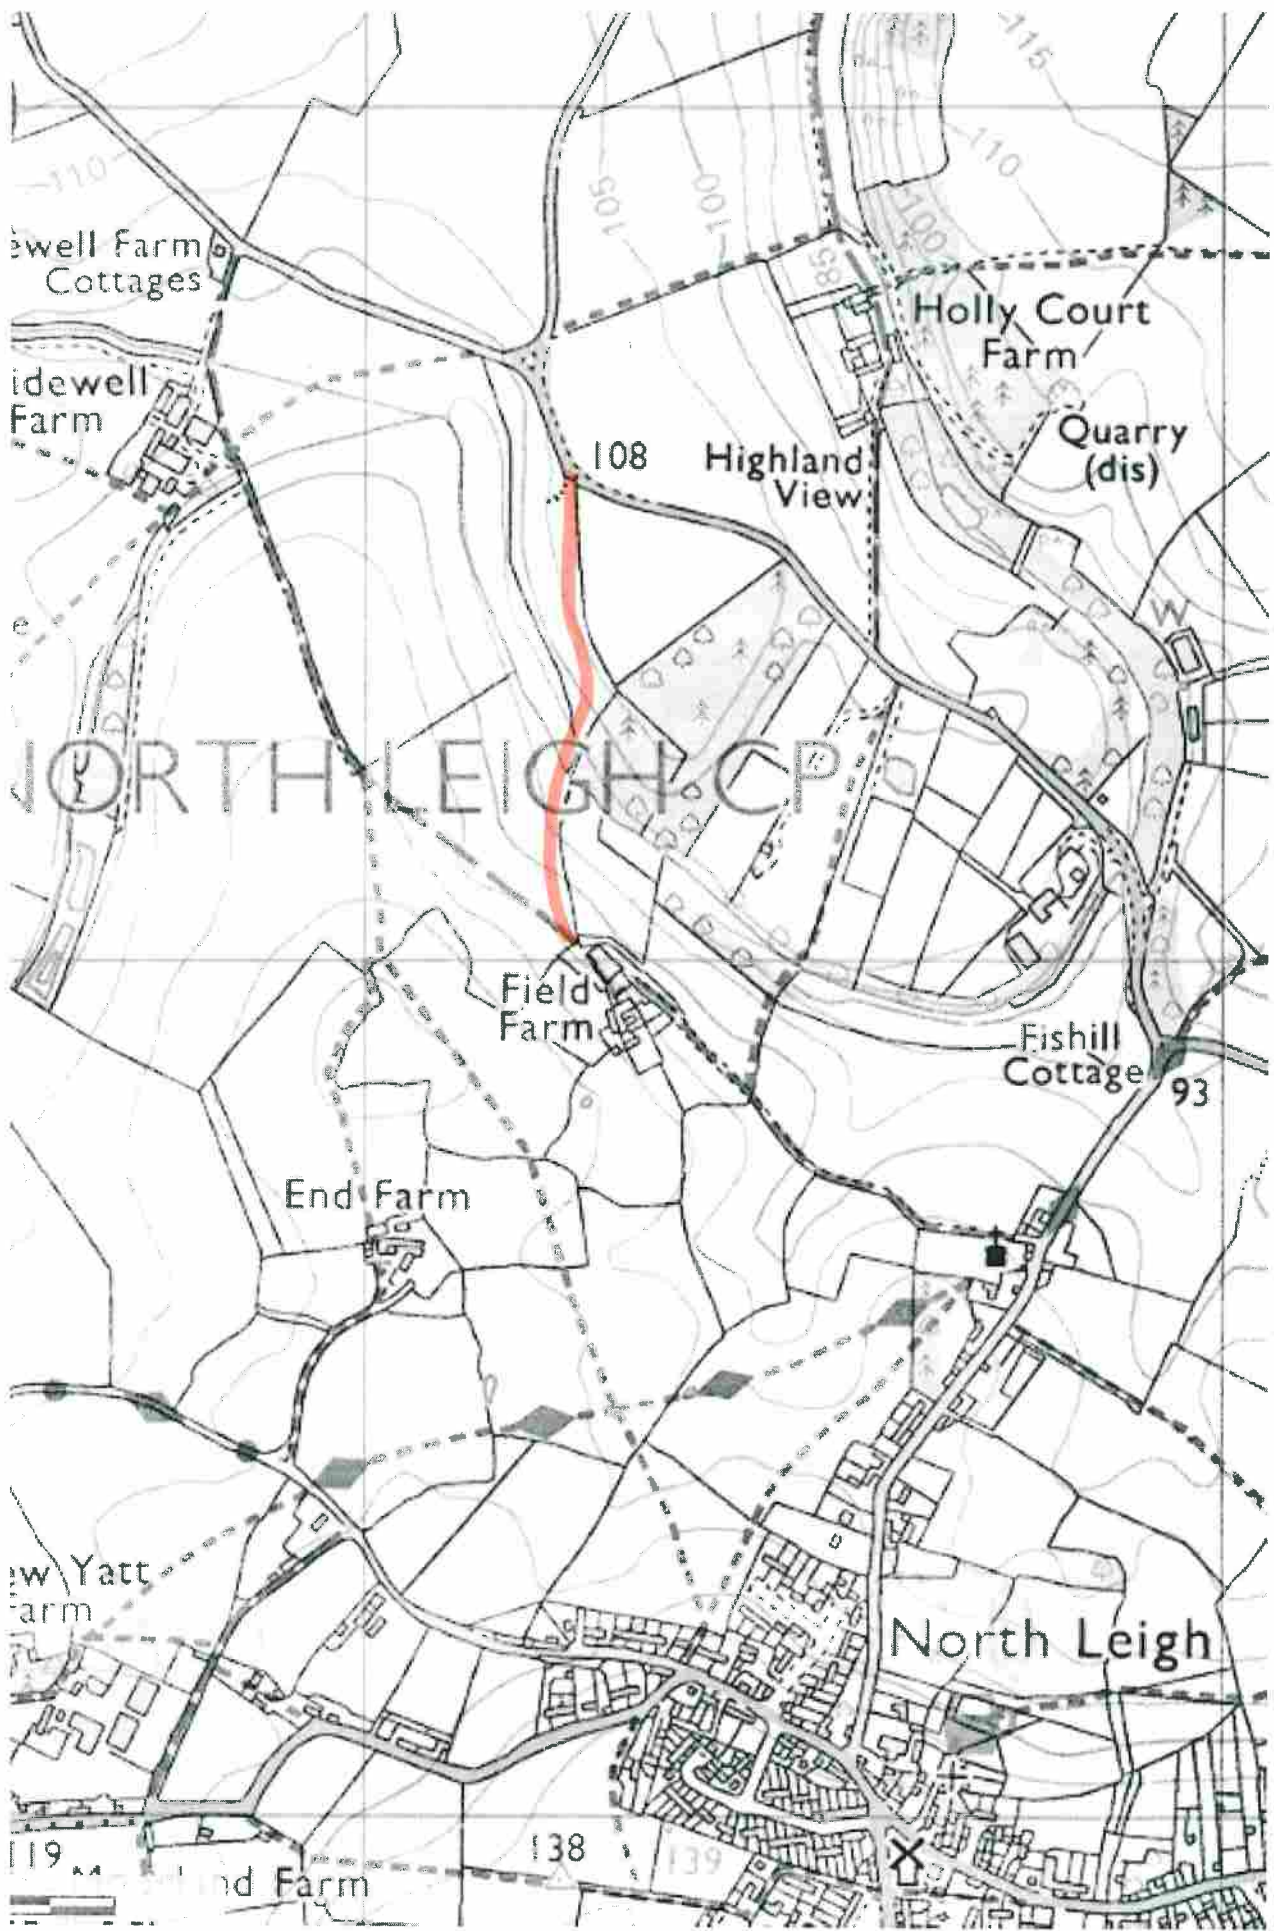 115
110
110
105
100
100
85
ewell Farm
Cottages
Holly Court
Farm
idewell
Farm
Quarry
(dis)
108
Highland
View
W
e
NORTH LEIGH CP
Field
Farm
Fishill
Cottage
93
End Farm
ew Yatt
arm
North Leigh
119
138
139
nd Farm